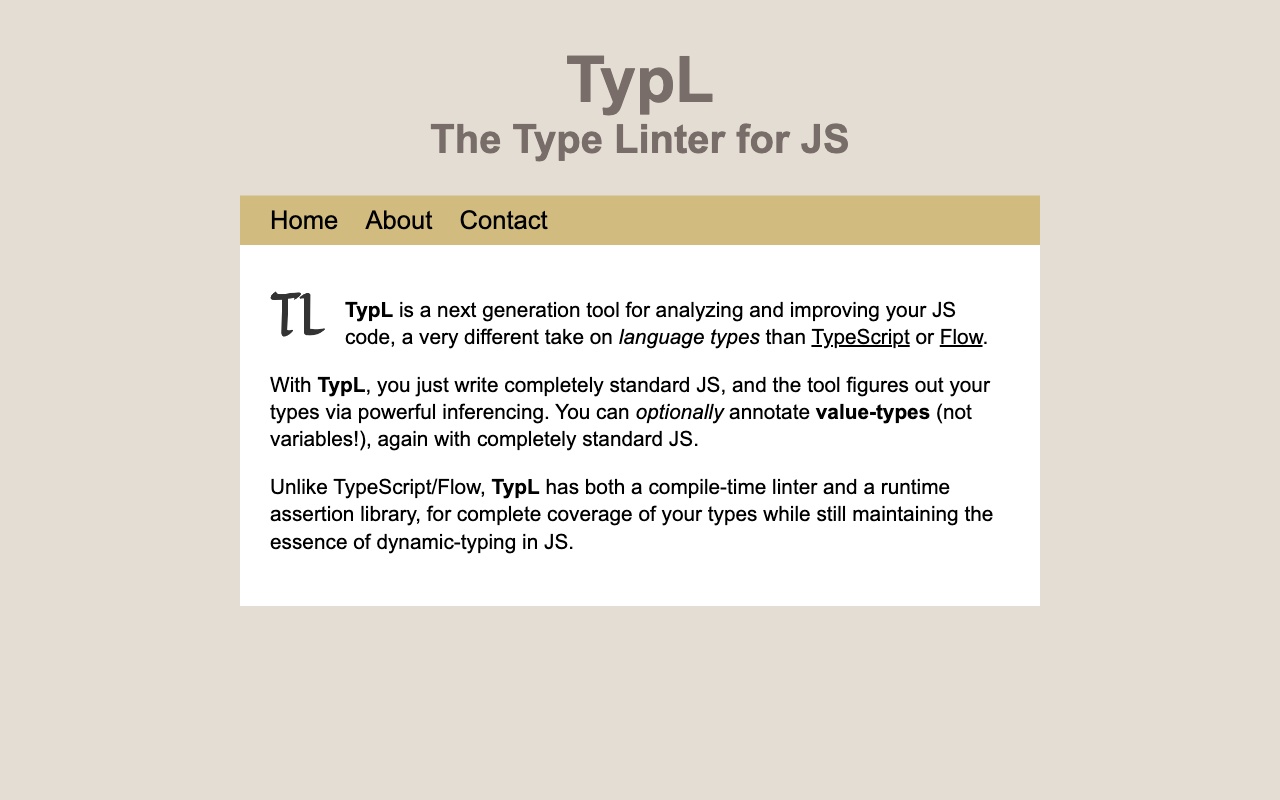 TypL
The Type Linter for JS
Home About Contact
TL
TypL is a next generation tool for analyzing and improving your JS
code, a very different take on language types than TypeScript or Flow.
With TypL, you just write completely standard JS, and the tool figures out your
types via powerful inferencing. You can optionally annotate value-types (not
variables!), again with completely standard JS.
Unlike TypeScript/Flow, TypL has both a compile-time linter and a runtime
assertion library, for complete coverage of your types while still maintaining the
essence of dynamic-typing in JS.